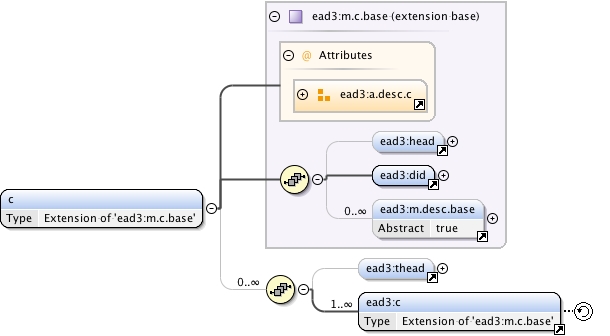 ead3:m.c.base (extension base)
@ Attributes
ead3:a.desc.c
ead3:head
ead3:did
0..∞
ead3:m.desc.base
Abstract true
c
Type Extension of 'ead3:m.c.base'
0..∞
ead3:thead
1..∞
ead3:c
Type Extension of 'ead3:m.c.base'